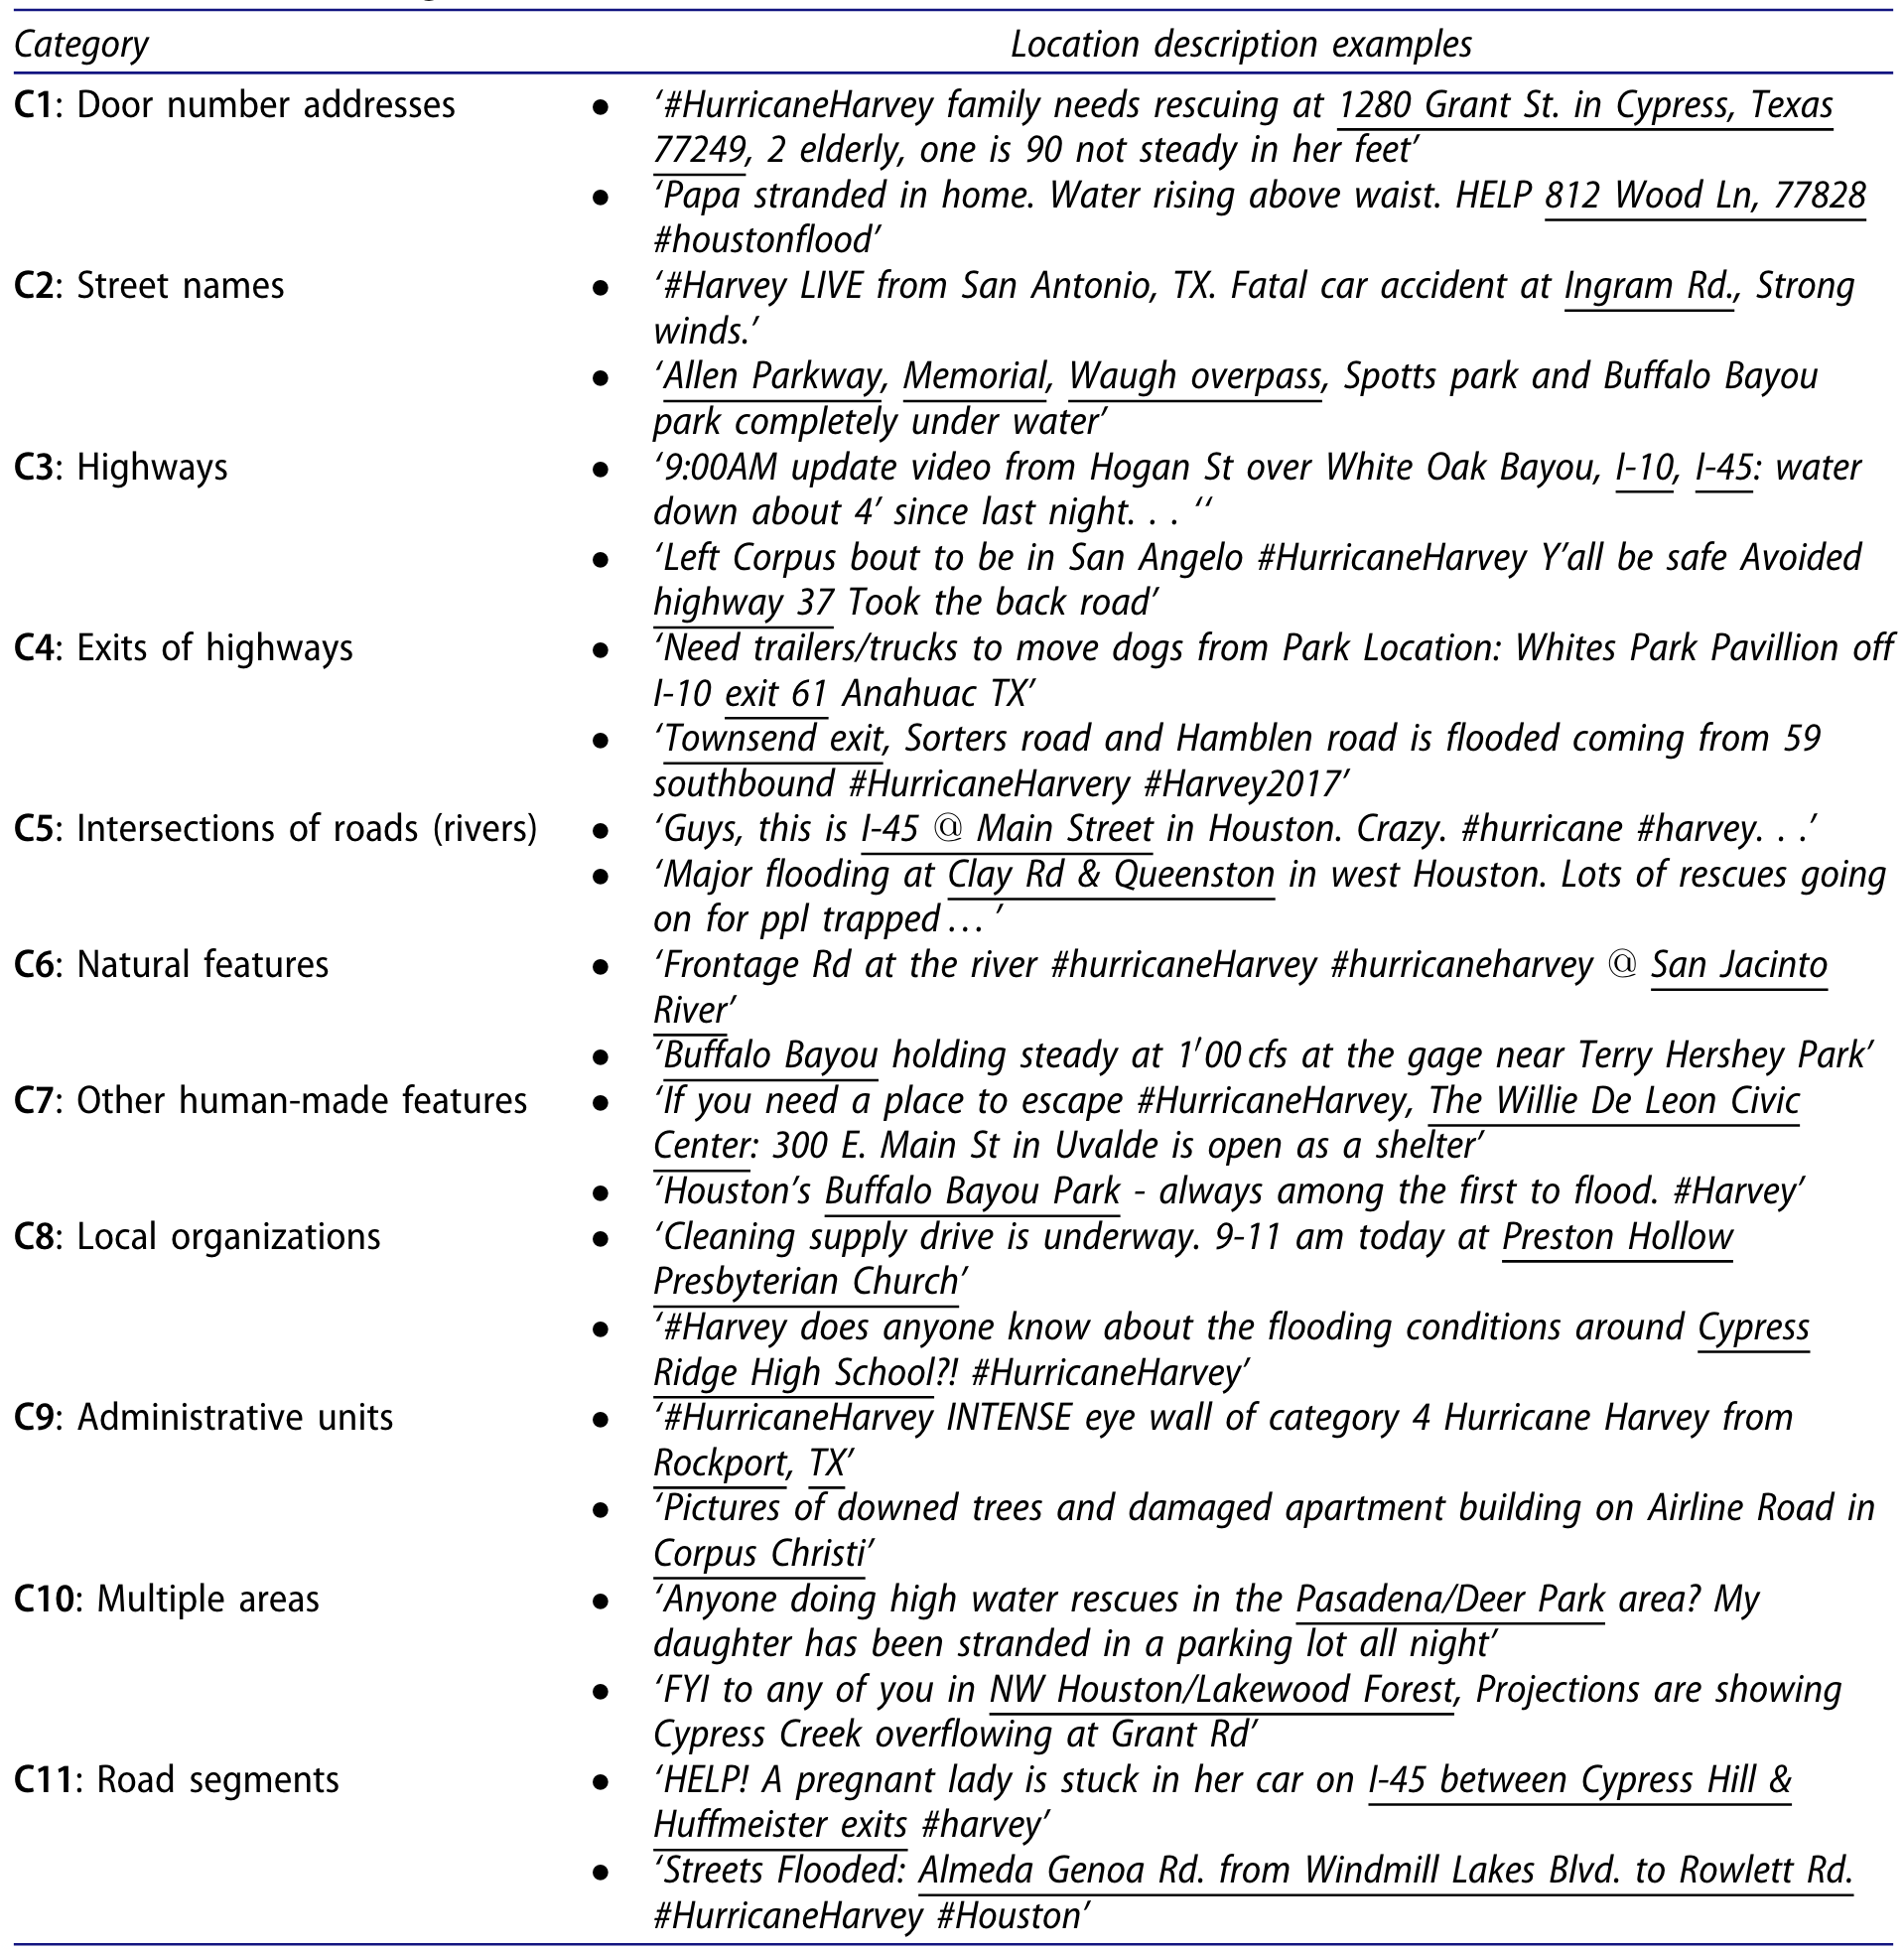 Category Location description examples
C1: Door number addresses ● ‘#HurricaneHarvey family needs rescuing at 1280 Grant St. in Cypress, Texas
77249, 2 elderly, one is 90 not steady in her feet’
● ‘Papa stranded in home. Water rising above waist. HELP 812 Wood Ln, 77828
#houstonflood’
C2: Street names ● ‘#Harvey LIVE from San Antonio, TX. Fatal car accident at Ingram Rd., Strong
winds.’
● ‘Allen Parkway, Memorial, Waugh overpass, Spotts park and Buffalo Bayou
park completely under water’
C3: Highways ● ‘9:00AM update video from Hogan St over White Oak Bayou, I-10, I-45: water
down about 4’ since last night. . . ‘‘
● ‘Left Corpus bout to be in San Angelo #HurricaneHarvey Y’all be safe Avoided
highway 37 Took the back road’
C4: Exits of highways ● ‘Need trailers/trucks to move dogs from Park Location: Whites Park Pavillion off
I-10 exit 61 Anahuac TX’
● ‘Townsend exit, Sorters road and Hamblen road is flooded coming from 59
southbound #HurricaneHarvery #Harvey2017’
C5: Intersections of roads (rivers) ● ‘Guys, this is I-45 @ Main Street in Houston. Crazy. #hurricane #harvey. . .’
● ‘Major flooding at Clay Rd & Queenston in west Houston. Lots of rescues going
on for ppl trapped … ’
C6: Natural features ● ‘Frontage Rd at the river #hurricaneHarvey #hurricaneharvey @ San Jacinto
River’
● ‘Buffalo Bayou holding steady at 1′00 cfs at the gage near Terry Hershey Park’
C7: Other human-made features ● ‘If you need a place to escape #HurricaneHarvey, The Willie De Leon Civic
Center: 300 E. Main St in Uvalde is open as a shelter’
● ‘Houston’s Buffalo Bayou Park - always among the first to flood. #Harvey’
C8: Local organizations ● ‘Cleaning supply drive is underway. 9-11 am today at Preston Hollow
Presbyterian Church’
● ‘#Harvey does anyone know about the flooding conditions around Cypress
Ridge High School?! #HurricaneHarvey’
C9: Administrative units ● ‘#HurricaneHarvey INTENSE eye wall of category 4 Hurricane Harvey from
Rockport, TX’
● ‘Pictures of downed trees and damaged apartment building on Airline Road in
Corpus Christi’
C10: Multiple areas ● ‘Anyone doing high water rescues in the Pasadena/Deer Park area? My
daughter has been stranded in a parking lot all night’
● ‘FYI to any of you in NW Houston/Lakewood Forest, Projections are showing
Cypress Creek overflowing at Grant Rd’
C11: Road segments ● ‘HELP! A pregnant lady is stuck in her car on I-45 between Cypress Hill &
Huffmeister exits #harvey’
● ‘Streets Flooded: Almeda Genoa Rd. from Windmill Lakes Blvd. to Rowlett Rd.
#HurricaneHarvey #Houston’